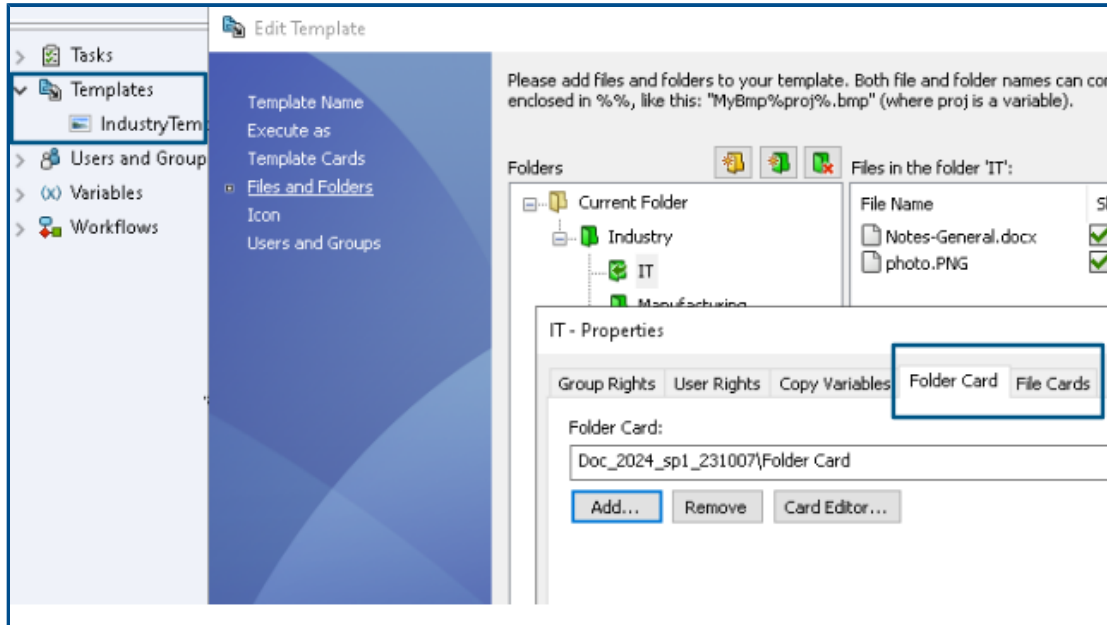 Edit Template
Tasks
Templates
IndustryTem
Users and Group
Variables
(x)
Workflows
Template Name
Execute as
Template Cards
Files and Folders
Icon
Users and Groups
Please add files and folders to your template. Both file and folder names can co
enclosed in %%, like this: "MyBmp%proj%.bmp" (where proj is a variable).
Folders
Current Folder
Industry
IT
Manufacturing
Files in the folder 'IT':
File Name
Notes-General.docx
photo.PNG
IT - Properties
Group Rights
User Rights
Copy Variables
Folder Card
File Cards
Folder Card:
Doc_2024_sp1_231007\Folder Card
Add...
Remove
Card Editor...